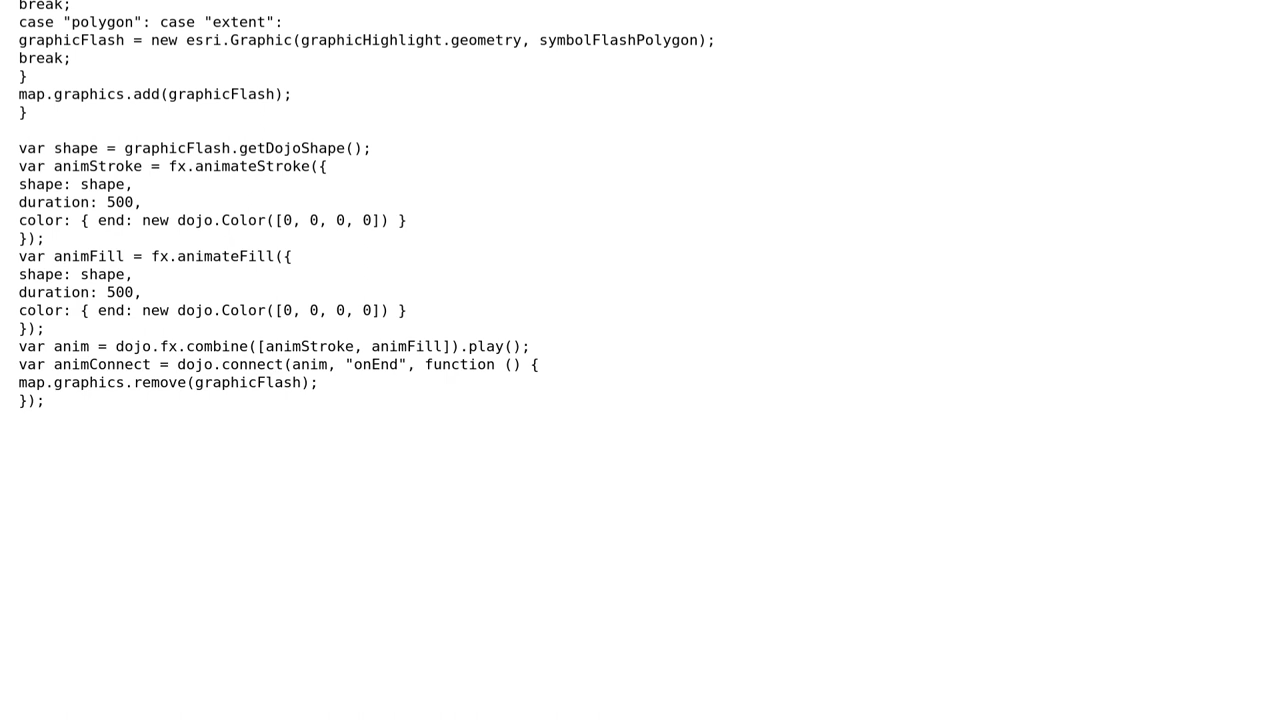 break;
case "polygon": case "extent":
graphicFlash = new esri.Graphic(graphicHighlight.geometry, symbolFlashPolygon);
break;
}
map.graphics.add(graphicFlash);
}
var shape = graphicFlash.getDojoShape();
var animStroke = fx.animateStroke({
shape: shape,
duration: 500,
color: { end: new dojo.Color([0, 0, 0, 0]) }
});
var animFill = fx.animateFill({
shape: shape,
duration: 500,
color: { end: new dojo.Color([0, 0, 0, 0]) }
});
var anim = dojo.fx.combine([animStroke, animFill]).play();
var animConnect = dojo.connect(anim, "onEnd", function () {
map.graphics.remove(graphicFlash);
});